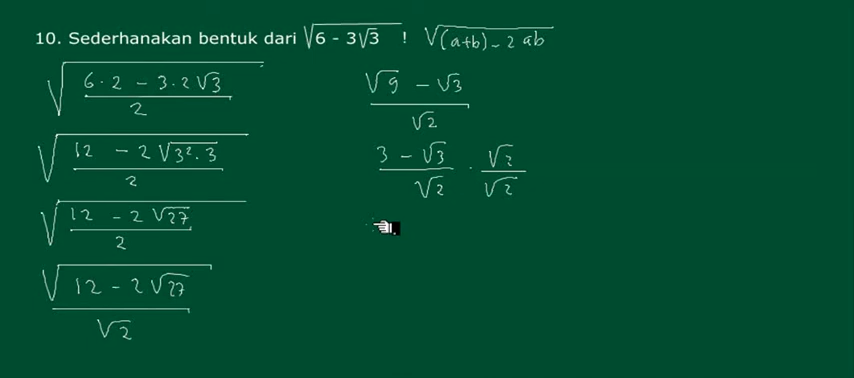 10. Sederhanakan bentuk dari √(6 - 3√3) ! √((a+b) - 2 ab)
√((6·2 - 3·2√3)/2)
√((12 - 2√(3²·3))/2)
√((12 - 2√27)/2)
√(12 - 2√27)/√2
(√9 - √3)/√2
(3 - √3)/√2 · √2/√2